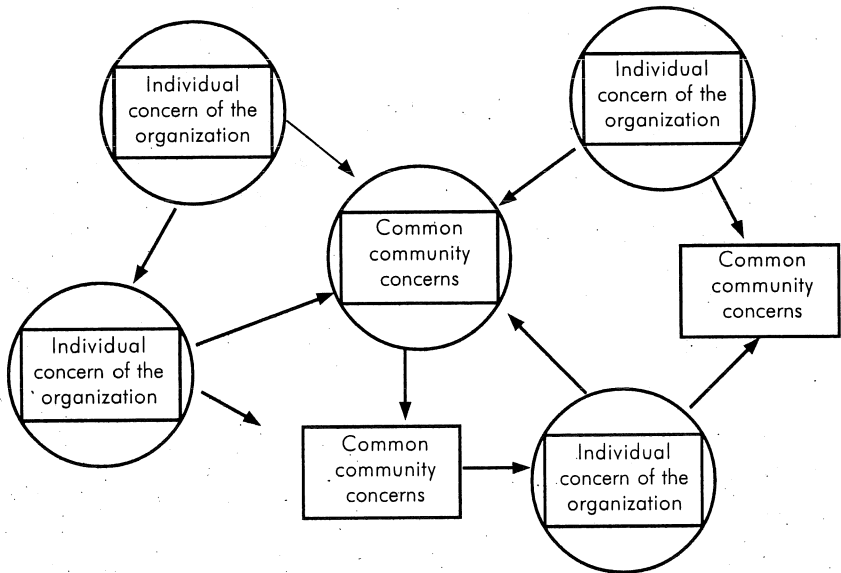 Individual
concern of the
organization
Individual
concern of the
organization
Common
community
concerns
Common
community
concerns
Individual
concern of the
organization
Common
community
concerns
Individual
concern of the
organization